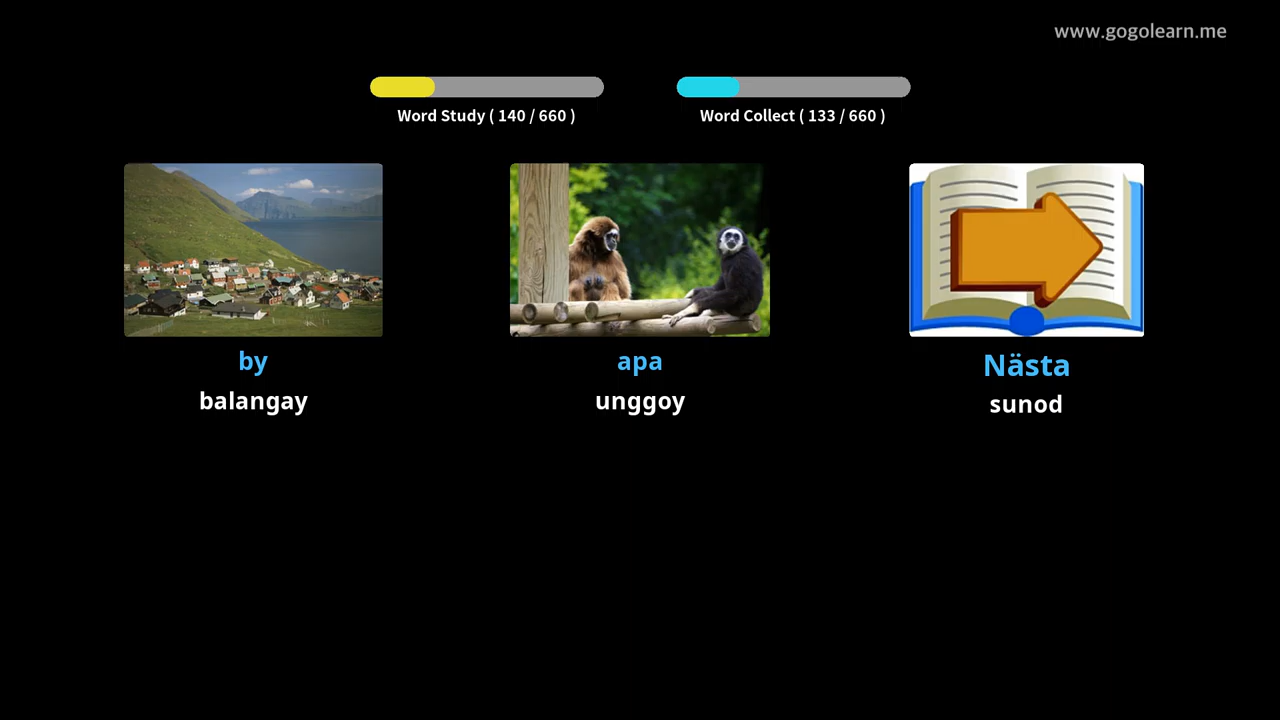 www.gogolearn.me
Word Study ( 140 / 660 )
Word Collect ( 133 / 660 )
by
balangay
apa
unggoy
Nästa
sunod